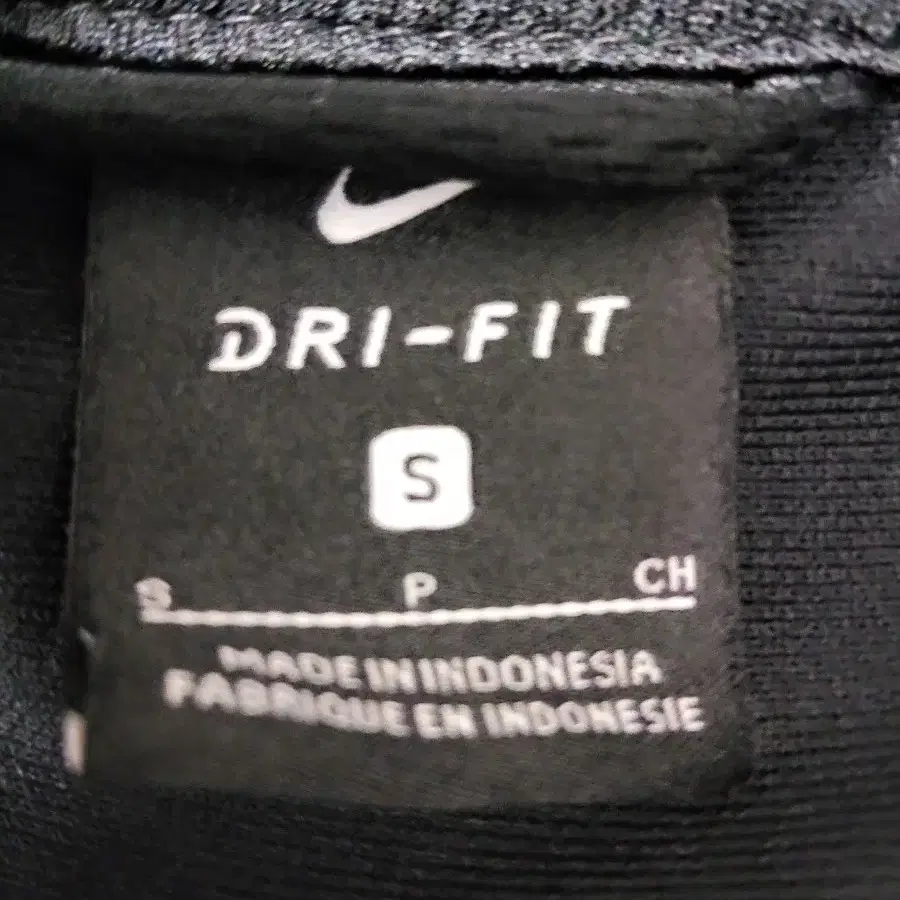 DRI-FIT
S
S P CH
MADE IN INDONESIA
FABRIQUE EN INDONESIE